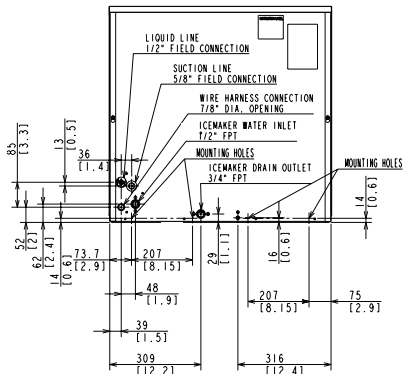 LIQUID LINE
1/2" FIELD CONNECTION
SUCTION LINE
5/8" FIELD CONNECTION
WIRE HARNESS CONNECTION
7/8" DIA. OPENING
ICEMAKER WATER INLET
1/2" FPT
MOUNTING HOLES
ICEMAKER DRAIN OUTLET
3/4" FPT
MOUNTING HOLES
85
[3.3]
13
[0.5]
36
[1.4]
52
[2]
62
[2.4]
14
[0.6]
73.7
[2.9]
207
[8.15]
29
[1.1]
16
[0.6]
14
[0.6]
48
[1.9]
207
[8.15]
75
[2.9]
39
[1.5]
309
[12.2]
316
[12.4]